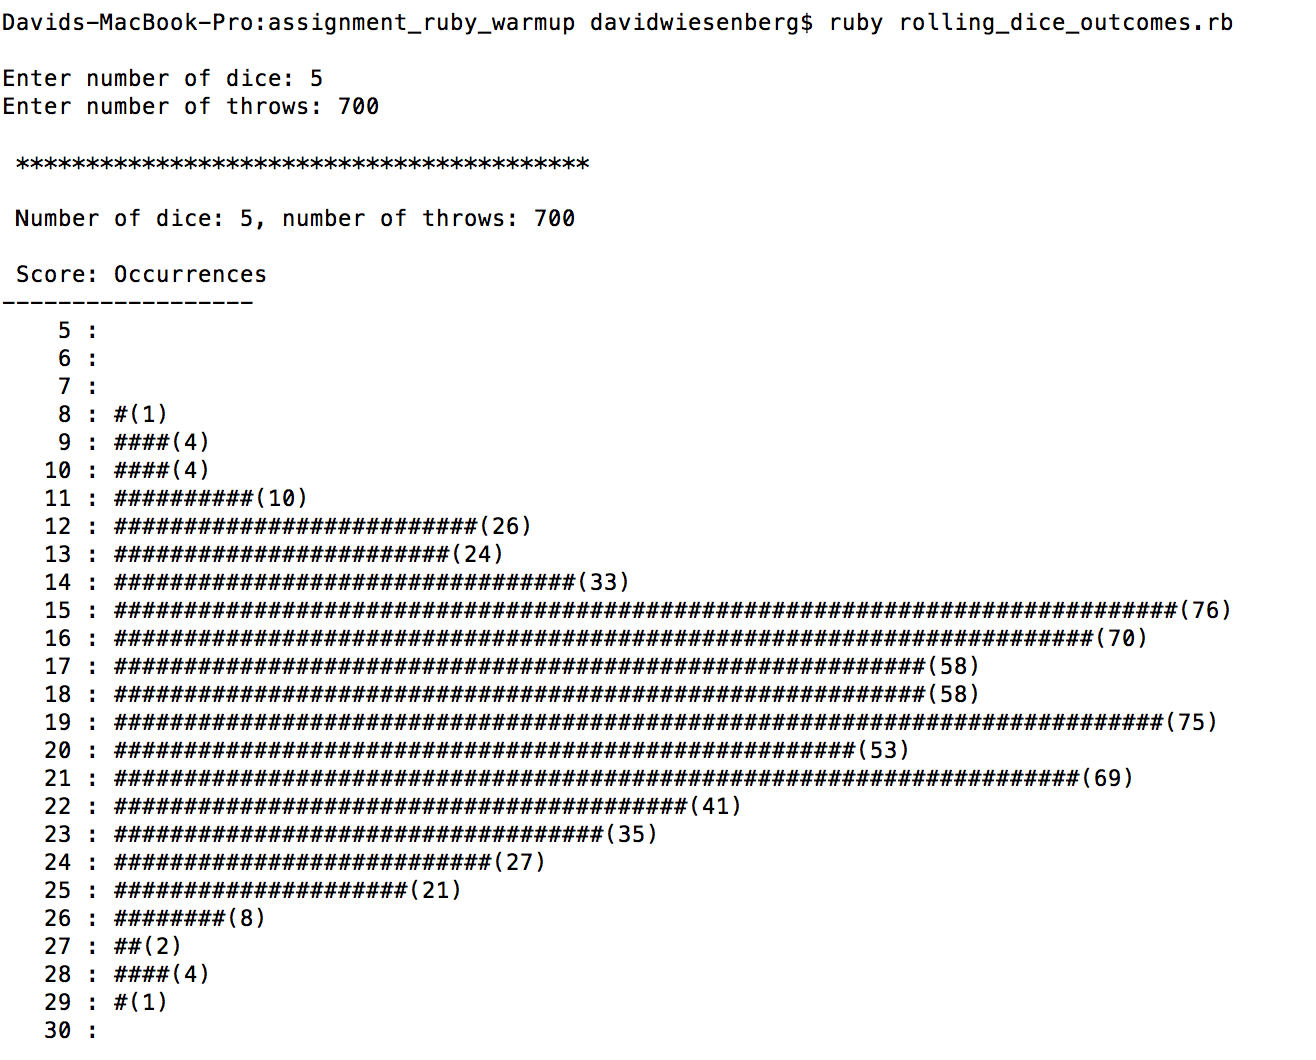 Davids-MacBook-Pro:assignment_ruby_warmup davidwiesenberg$ ruby rolling_dice_outcomes.rb
Enter number of dice: 5
Enter number of throws: 700
*****************************************
Number of dice: 5, number of throws: 700
Score: Occurrences
------------------
5 :
6 :
7 :
8 : #(1)
9 : ####(4)
10 : ####(4)
11 : ##########(10)
12 : ##########################(26)
13 : ########################(24)
14 : #################################(33)
15 : ############################################################################(76)
16 : ######################################################################(70)
17 : ##########################################################(58)
18 : ##########################################################(58)
19 : ###########################################################################(75)
20 : #####################################################(53)
21 : #####################################################################(69)
22 : #########################################(41)
23 : ###################################(35)
24 : ###########################(27)
25 : #####################(21)
26 : ########(8)
27 : ##(2)
28 : ####(4)
29 : #(1)
30 :